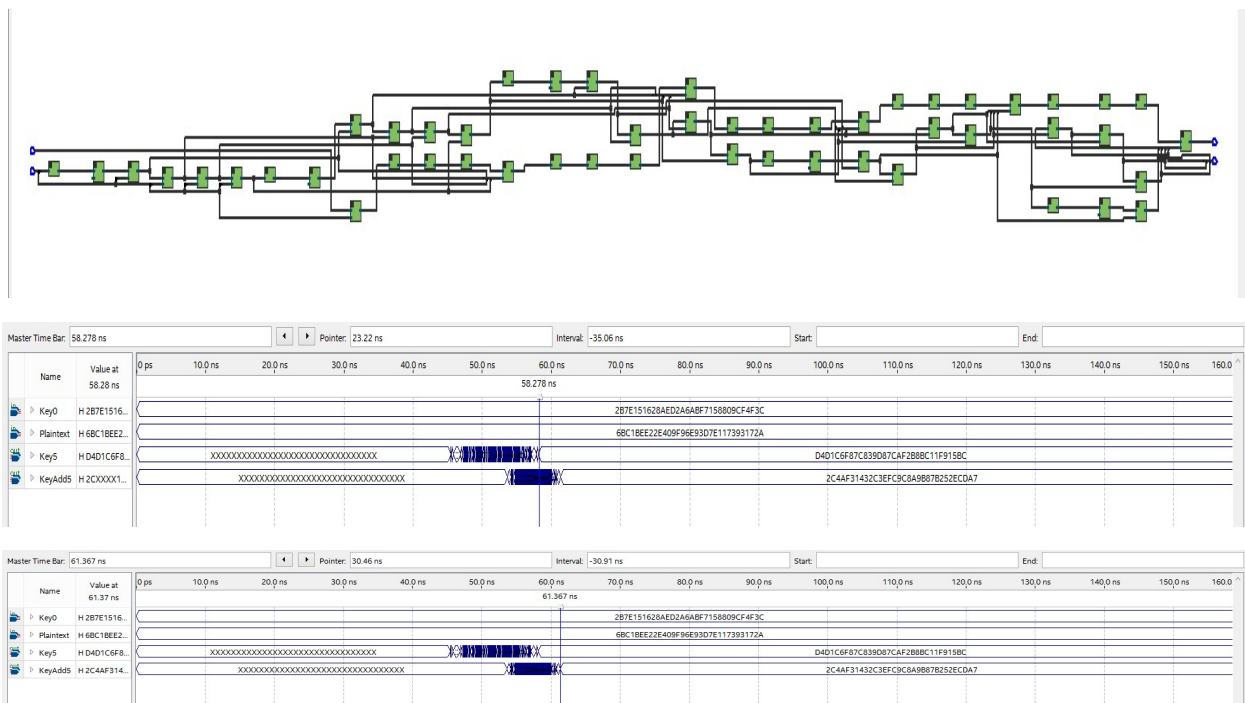 Master Time Bar: 58.278 ns Pointer: 23.22 ns Interval: -35.06 ns Start: End:
Name Value at 58.28 ns 0 ps 10.0 ns 20.0 ns 30.0 ns 40.0 ns 50.0 ns 60.0 ns 70.0 ns 80.0 ns 90.0 ns 100.0 ns 110.0 ns 120.0 ns 130.0 ns 140.0 ns 150.0 ns 160.0
58.278 ns
Key0 H 2B7E1516... 2B7E151628AED2A6ABF7158809CF4F3C
Plaintext H 6BC1BEE2... 6BC1BEE22E409F96E93D7E117393172A
Key5 H D4D1C6F8... XXXXXXXXXXXXXXXXXXXXXXXXXXXXXXXX D4D1C6F87C839D87CAF2B8BC11F915BC
KeyAdd5 H 2CXXXX1... XXXXXXXXXXXXXXXXXXXXXXXXXXXXXXXX 2C4AF31432C3EFC9C8A9B87B252ECDA7
Master Time Bar: 61.367 ns Pointer: 30.46 ns Interval: -30.91 ns Start: End:
Name Value at 61.37 ns 0 ps 10.0 ns 20.0 ns 30.0 ns 40.0 ns 50.0 ns 60.0 ns 70.0 ns 80.0 ns 90.0 ns 100.0 ns 110.0 ns 120.0 ns 130.0 ns 140.0 ns 150.0 ns 160.0
61.367 ns
Key0 H 2B7E1516... 2B7E151628AED2A6ABF7158809CF4F3C
Plaintext H 6BC1BEE2... 6BC1BEE22E409F96E93D7E117393172A
Key5 H D4D1C6F8... XXXXXXXXXXXXXXXXXXXXXXXXXXXXXXXX D4D1C6F87C839D87CAF2B8BC11F915BC
KeyAdd5 H 2C4AF314... XXXXXXXXXXXXXXXXXXXXXXXXXXXXXXXX 2C4AF31432C3EFC9C8A9B87B252ECDA7